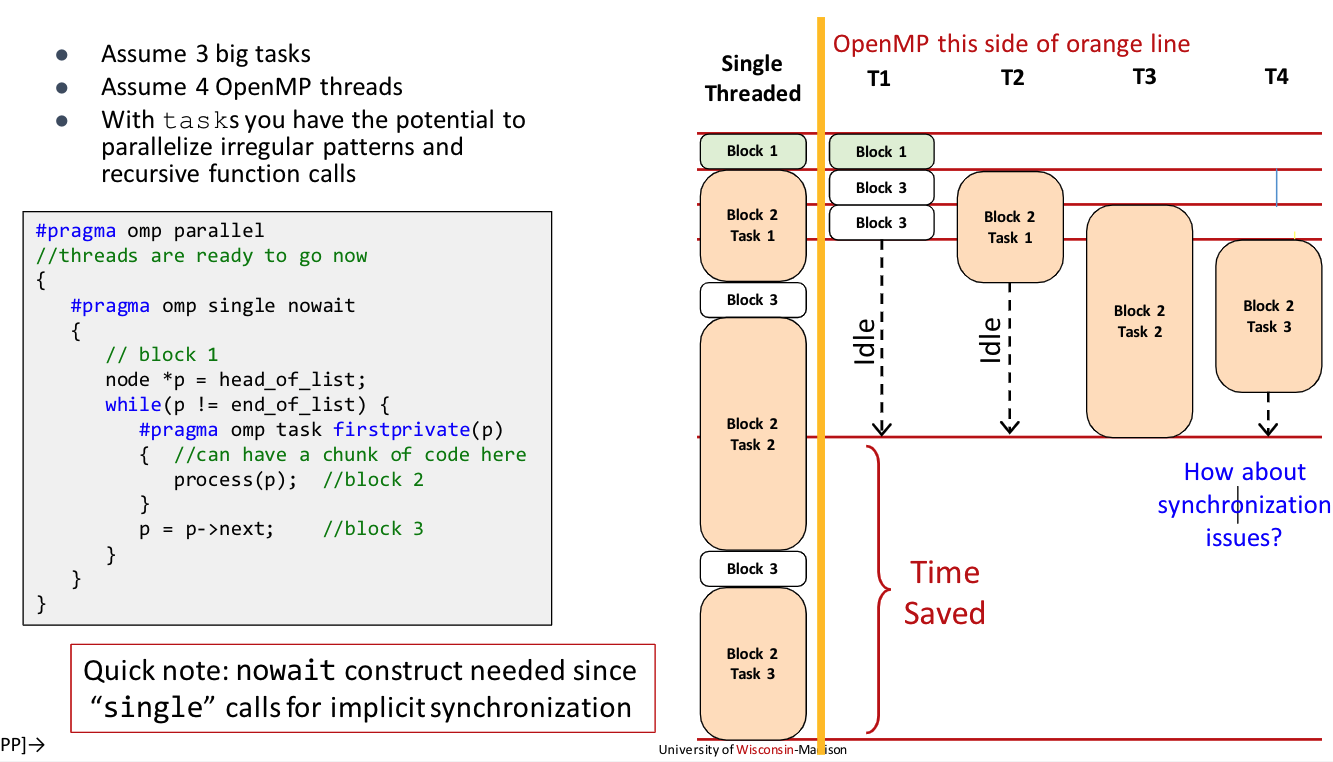 ● Assume 3 big tasks
● Assume 4 OpenMP threads
● With tasks you have the potential to
parallelize irregular patterns and
recursive function calls
#pragma omp parallel
//threads are ready to go now
{
#pragma omp single nowait
{
// block 1
node *p = head_of_list;
while(p != end_of_list) {
#pragma omp task firstprivate(p)
{ //can have a chunk of code here
process(p); //block 2
}
p = p->next; //block 3
}
}
}
Quick note: nowait construct needed since
“single” calls for implicit synchronization
PP]→
OpenMP this side of orange line
Single
Threaded
T1
T2
T3
T4
Block 1
Block 2
Task 1
Block 3
Block 2
Task 2
Block 3
Block 2
Task 3
Block 1
Block 3
Block 3
Idle
Block 2
Task 1
Idle
Block 2
Task 2
Block 2
Task 3
How about
synchronization
issues?
Time
Saved
University of Wisconsin-Madison